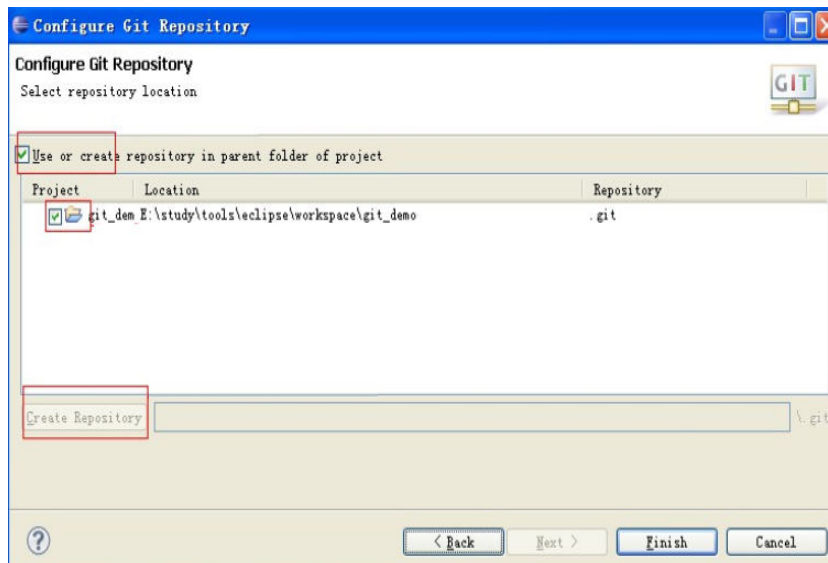 Configure Git Repository
Configure Git Repository
Select repository location
GIT
Use or create repository in parent folder of project
Project Location Repository
git_dem E:\study\tools\eclipse\workspace\git_demo .git
Create Repository \.git
? < Back Next > Finish Cancel